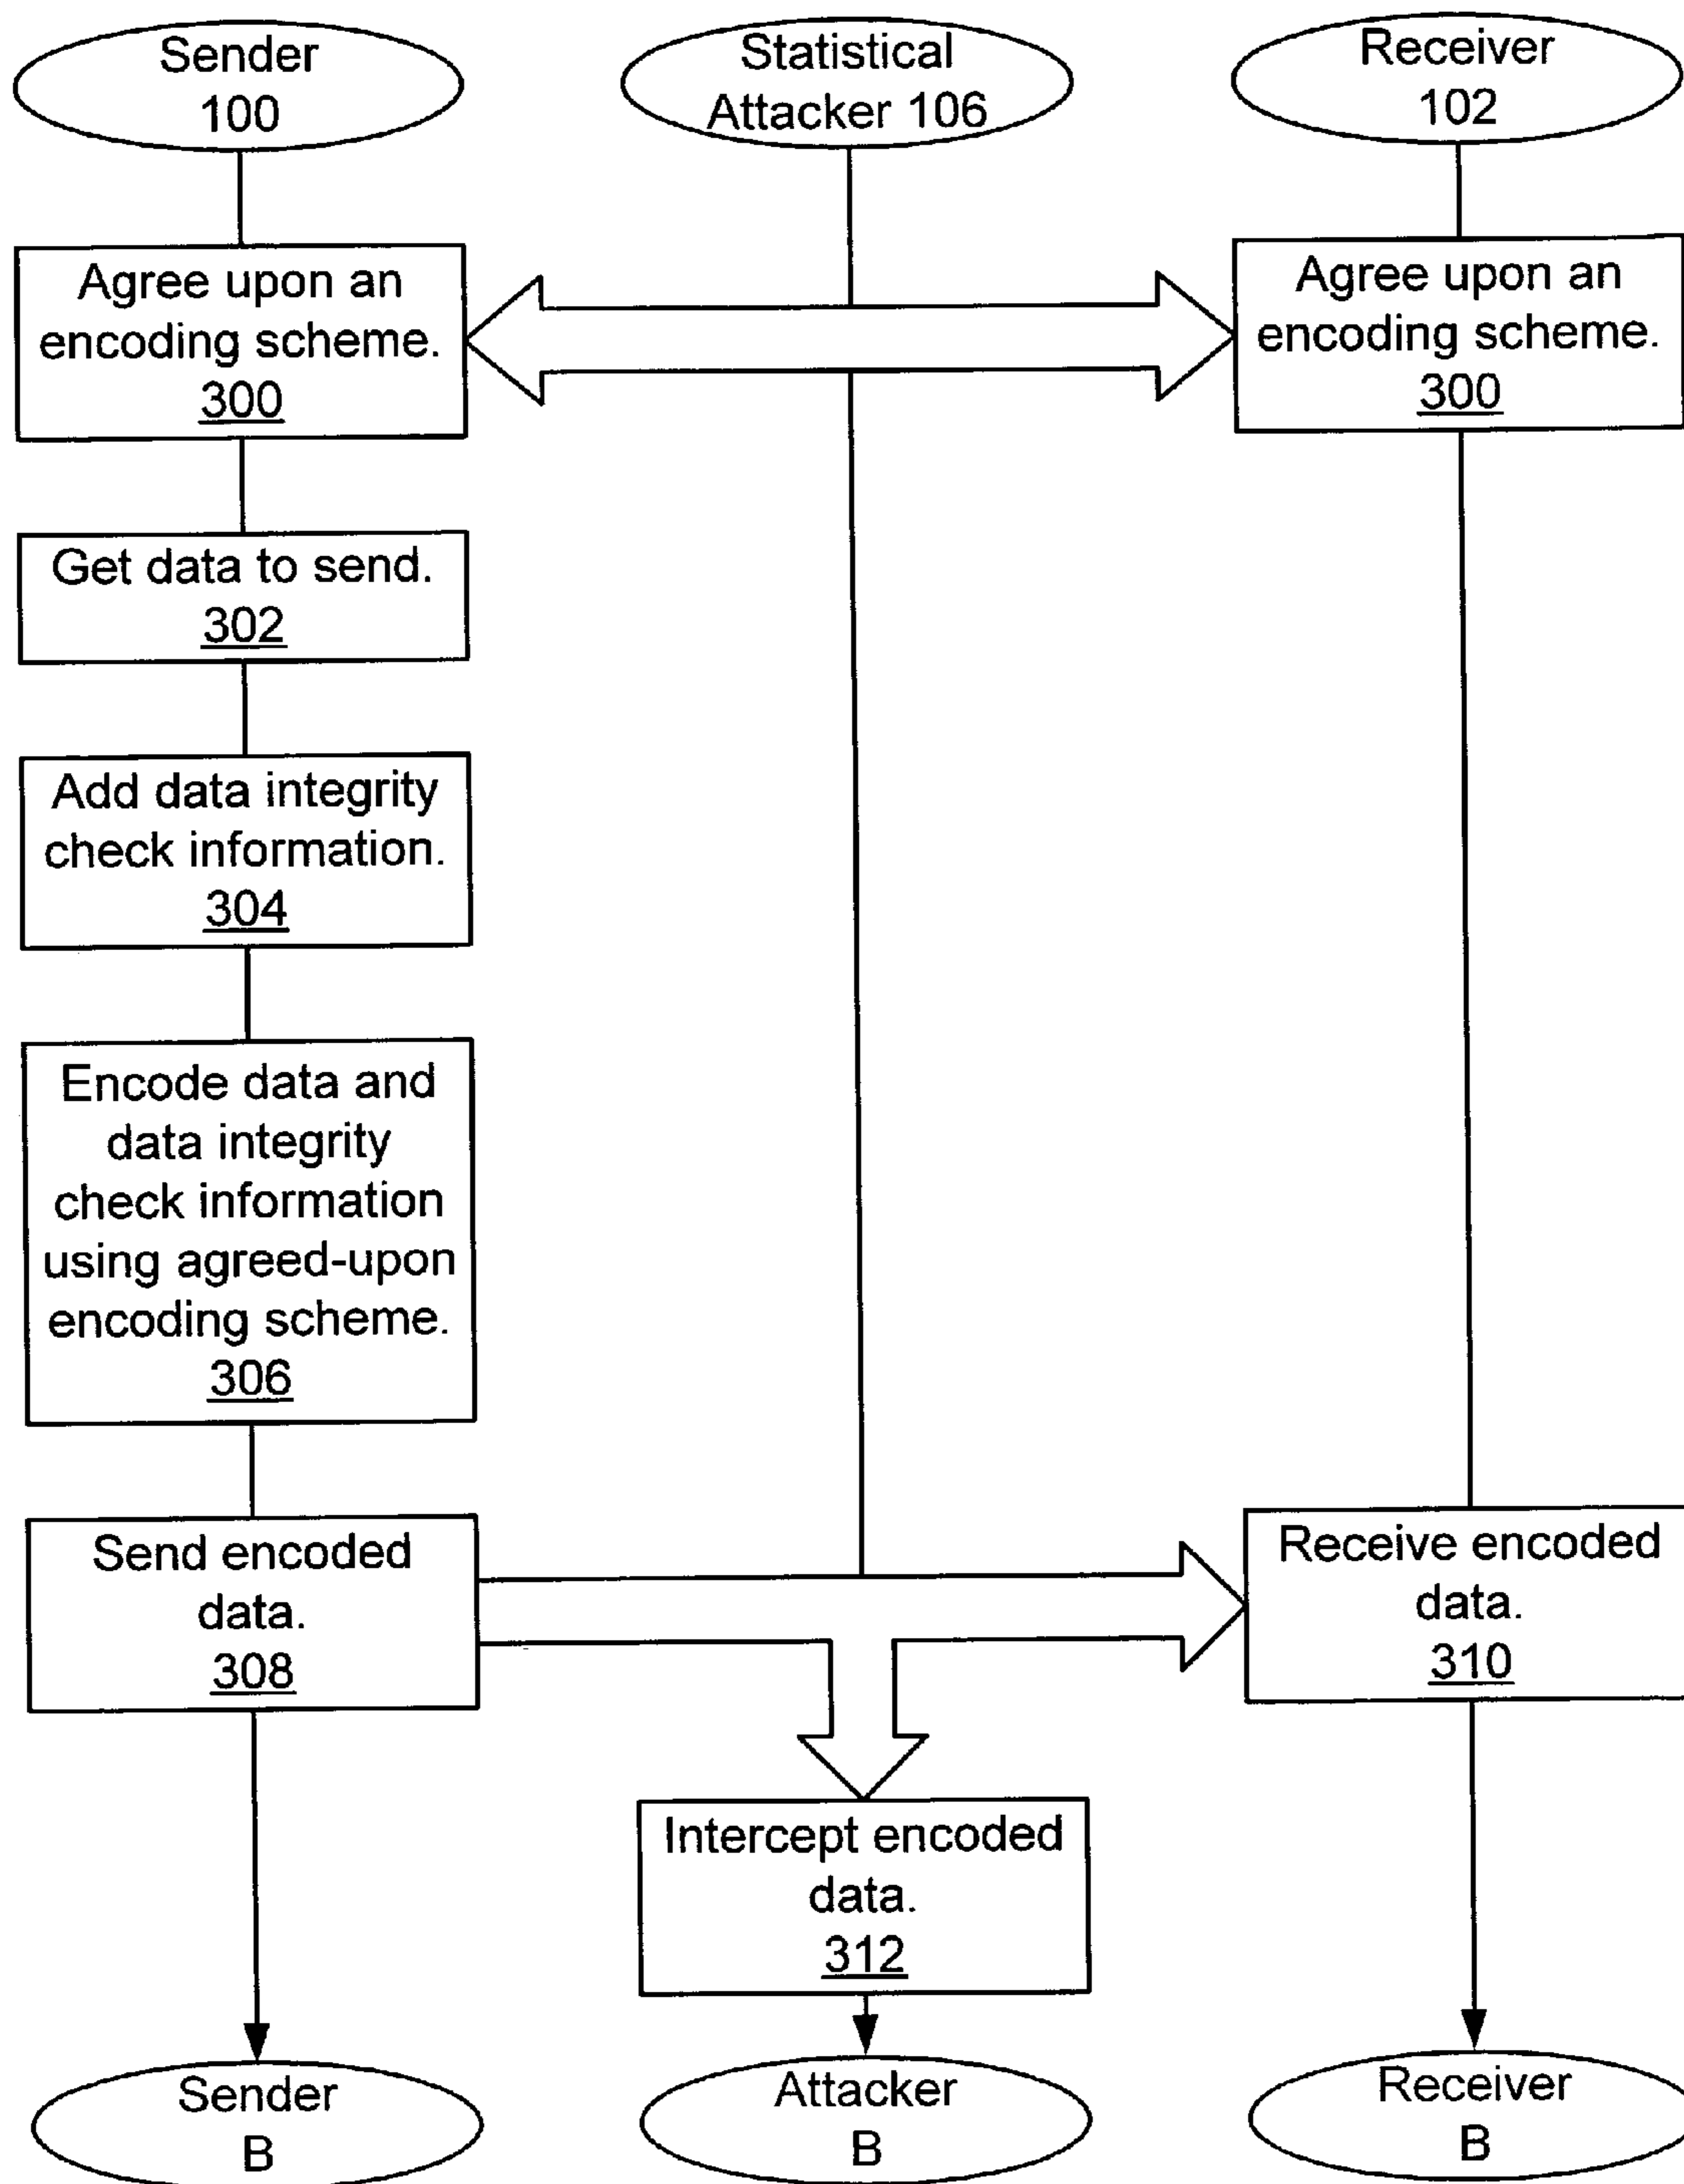 Sender
100
Statistical
Attacker 106
Receiver
102
Agree upon an
encoding scheme.
300
Agree upon an
encoding scheme.
300
Get data to send.
302
Add data integrity
check information.
304
Encode data and
data integrity
check information
using agreed-upon
encoding scheme.
306
Send encoded
data.
308
Receive encoded
data.
310
Intercept encoded
data.
312
Sender
B
Attacker
B
Receiver
B